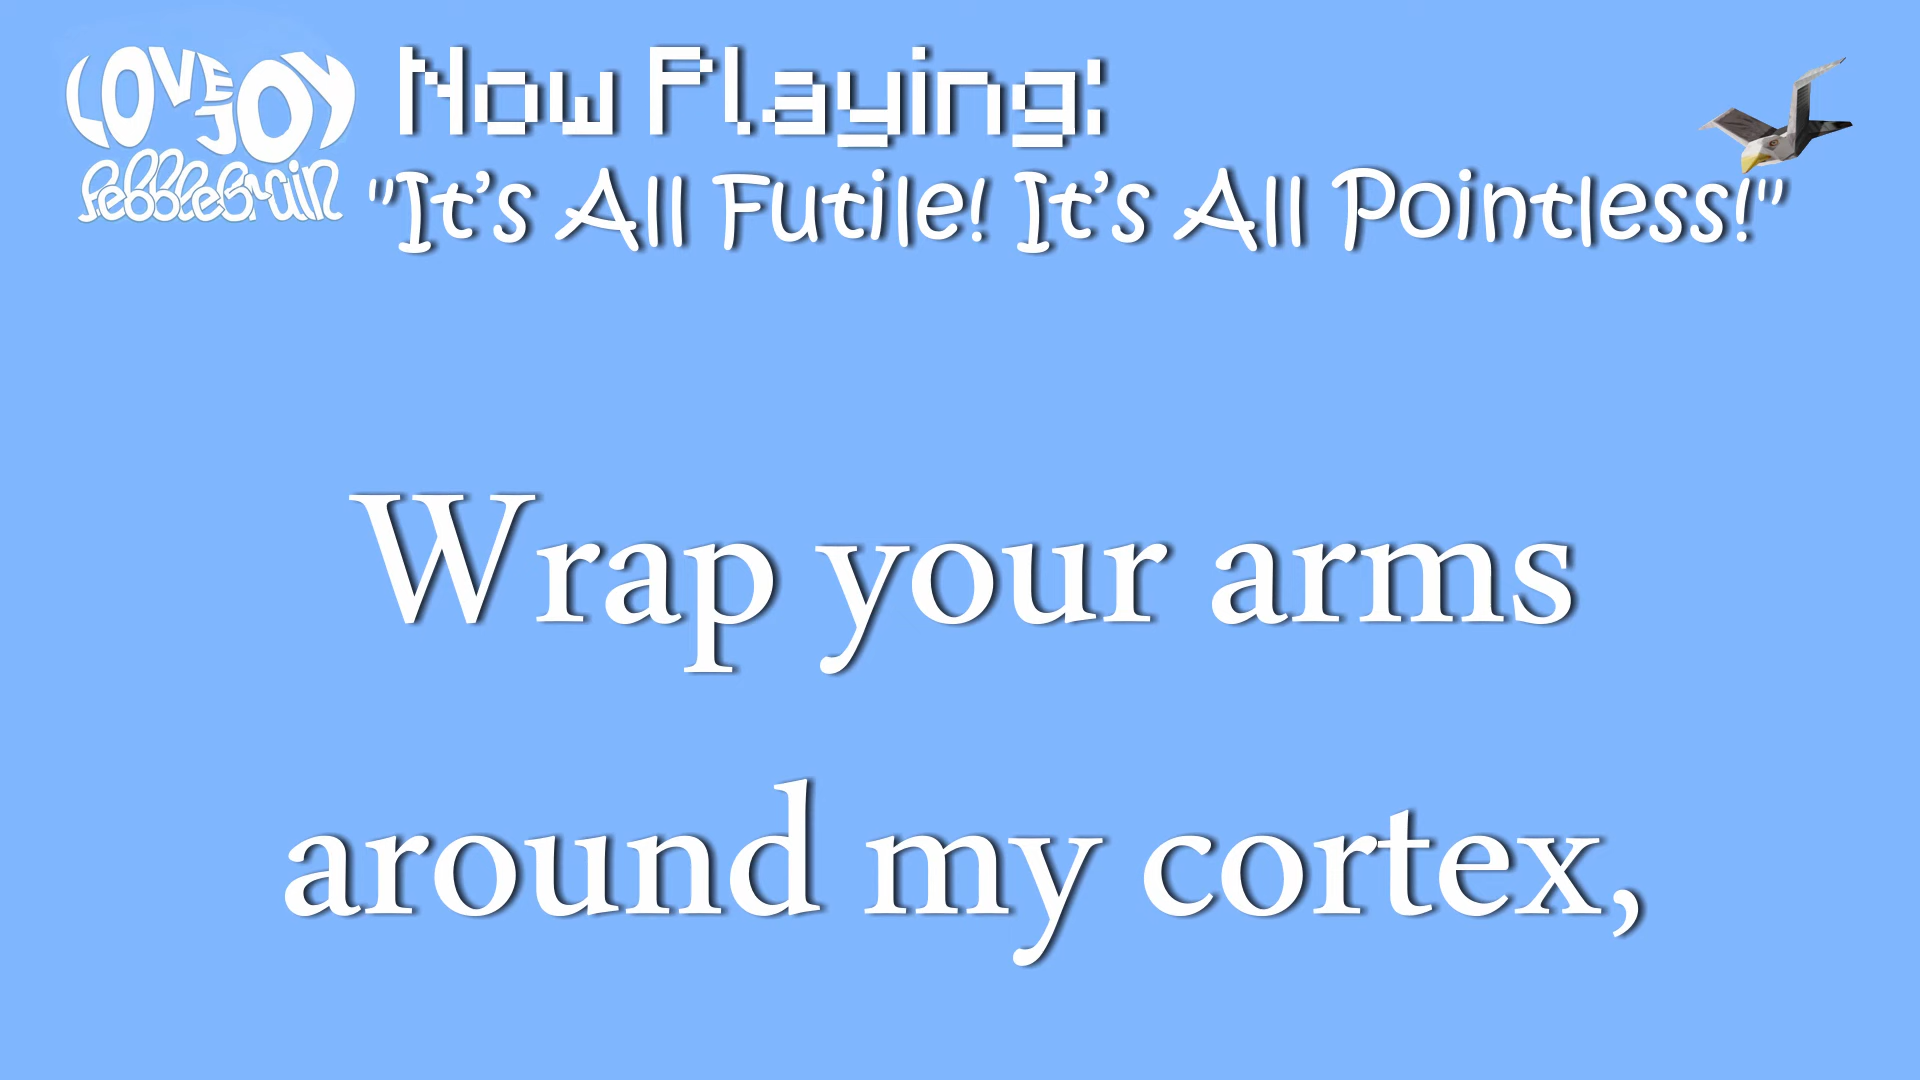 LOVEJOY
PebbleBrain
Now Playing:
"It's All Futile! It's All Pointless!"
Wrap your arms
around my cortex,